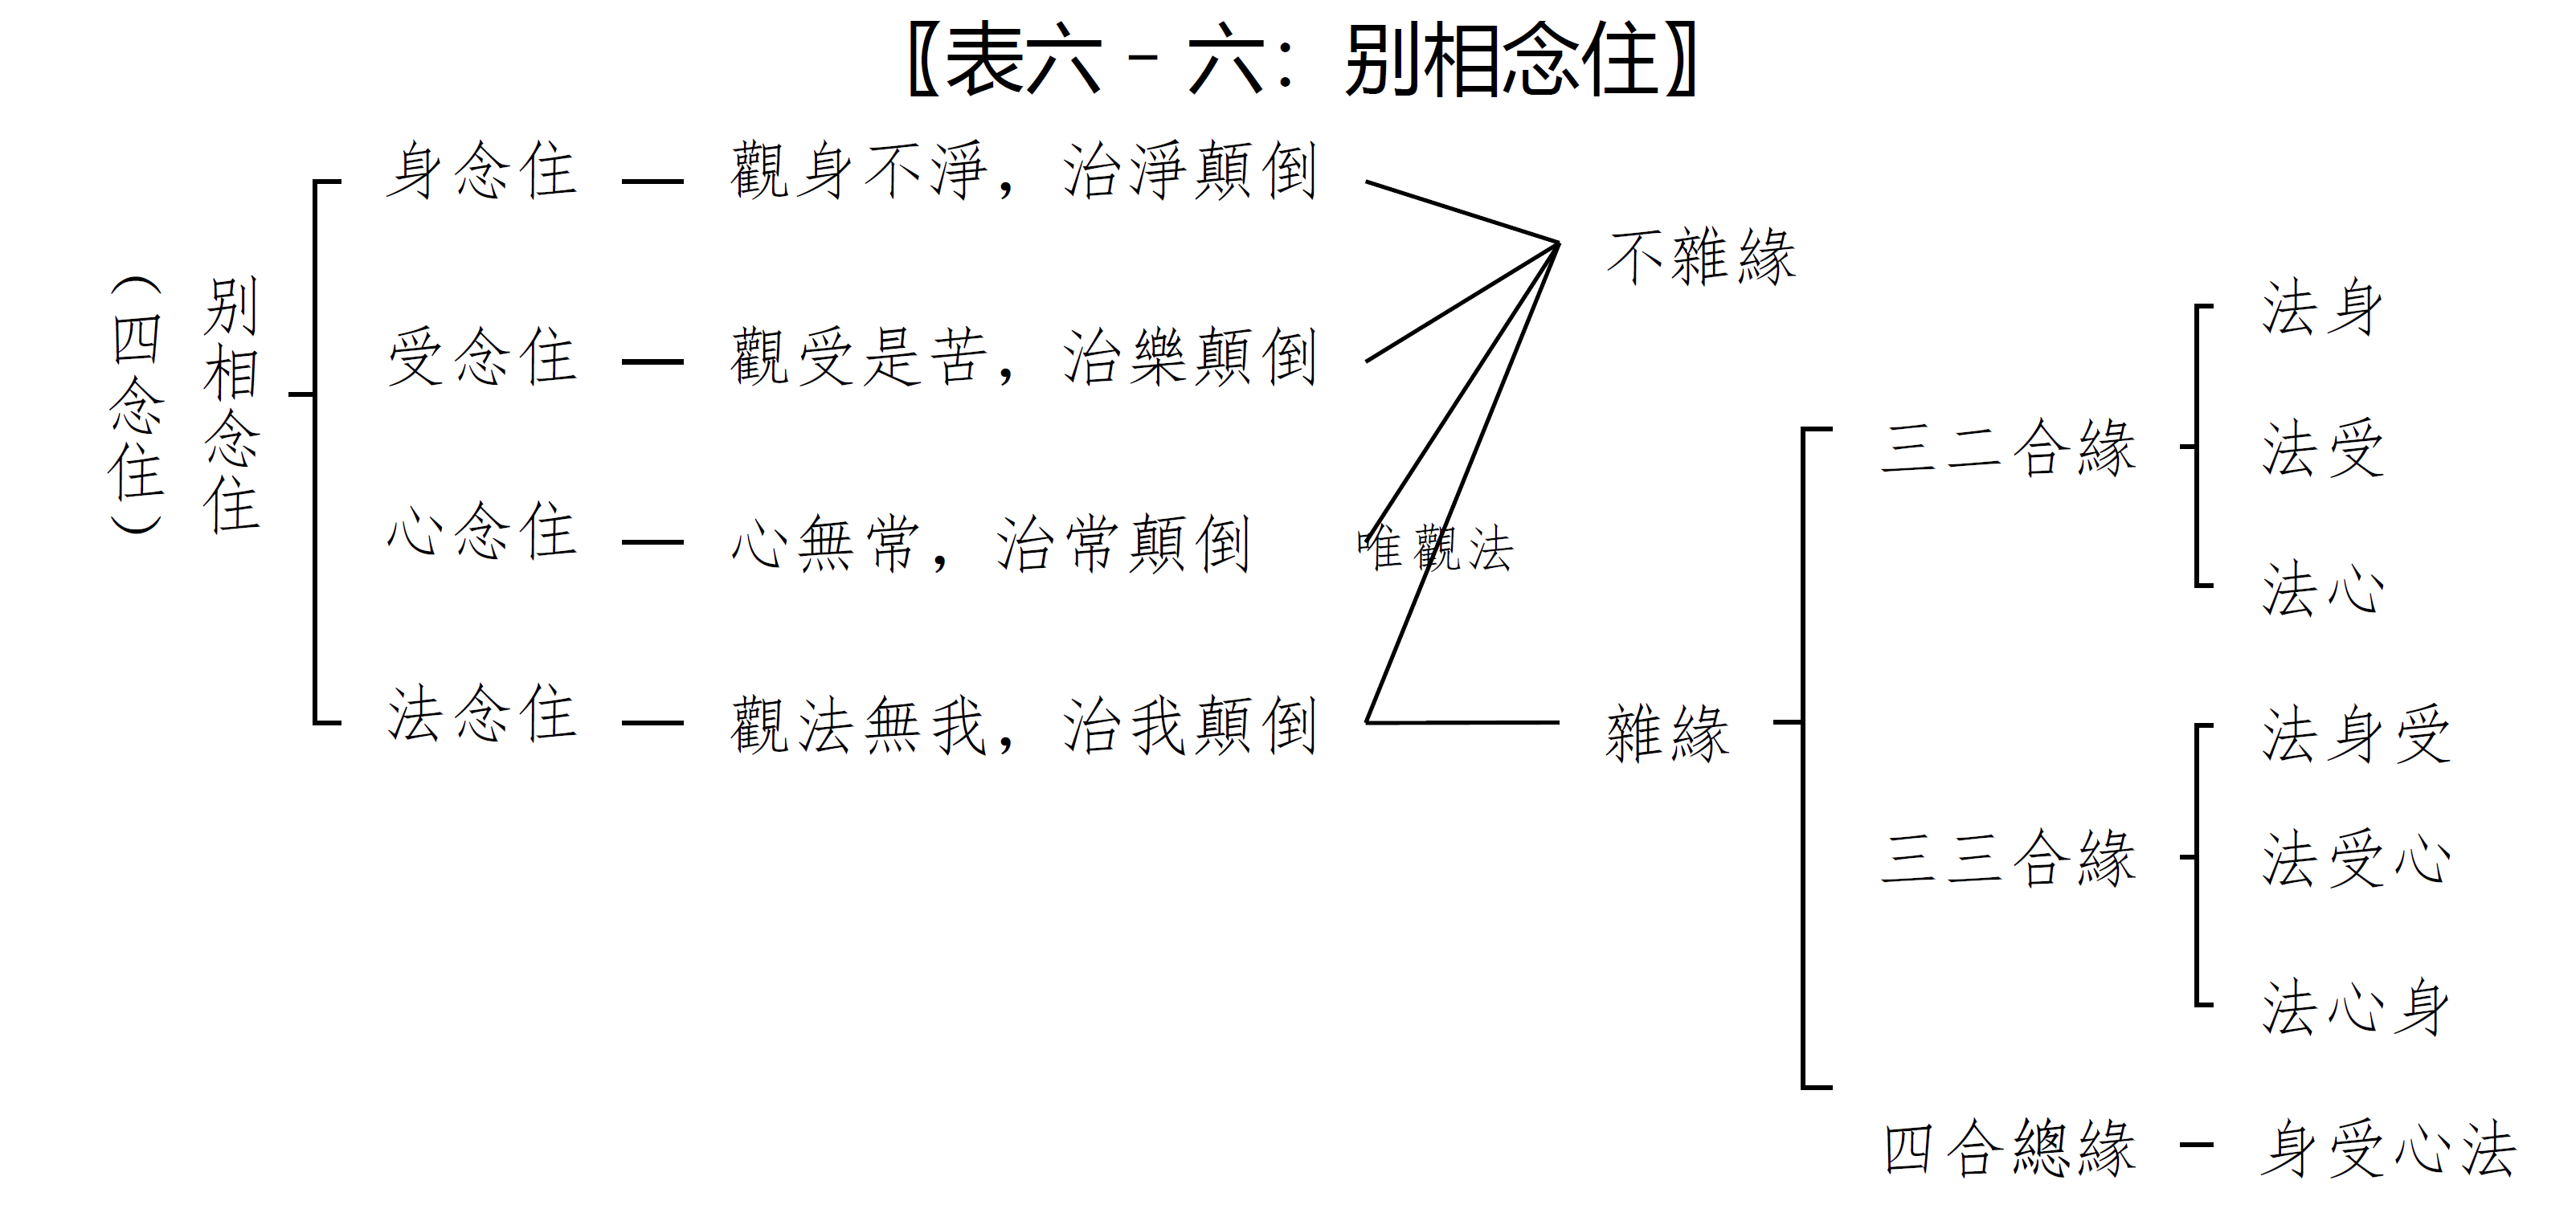 〖表六﹣六：别相念住〗
别相念住
（四念住）
身念住 — 觀身不淨，治淨顛倒
受念住 — 觀受是苦，治樂顛倒
心念住 — 心無常，治常顛倒
法念住 — 觀法無我，治我顛倒
不雜緣
唯觀法
雜緣
三二合緣
法身
法受
法心
三三合緣
法身受
法受心
法心身
四合總緣 — 身受心法